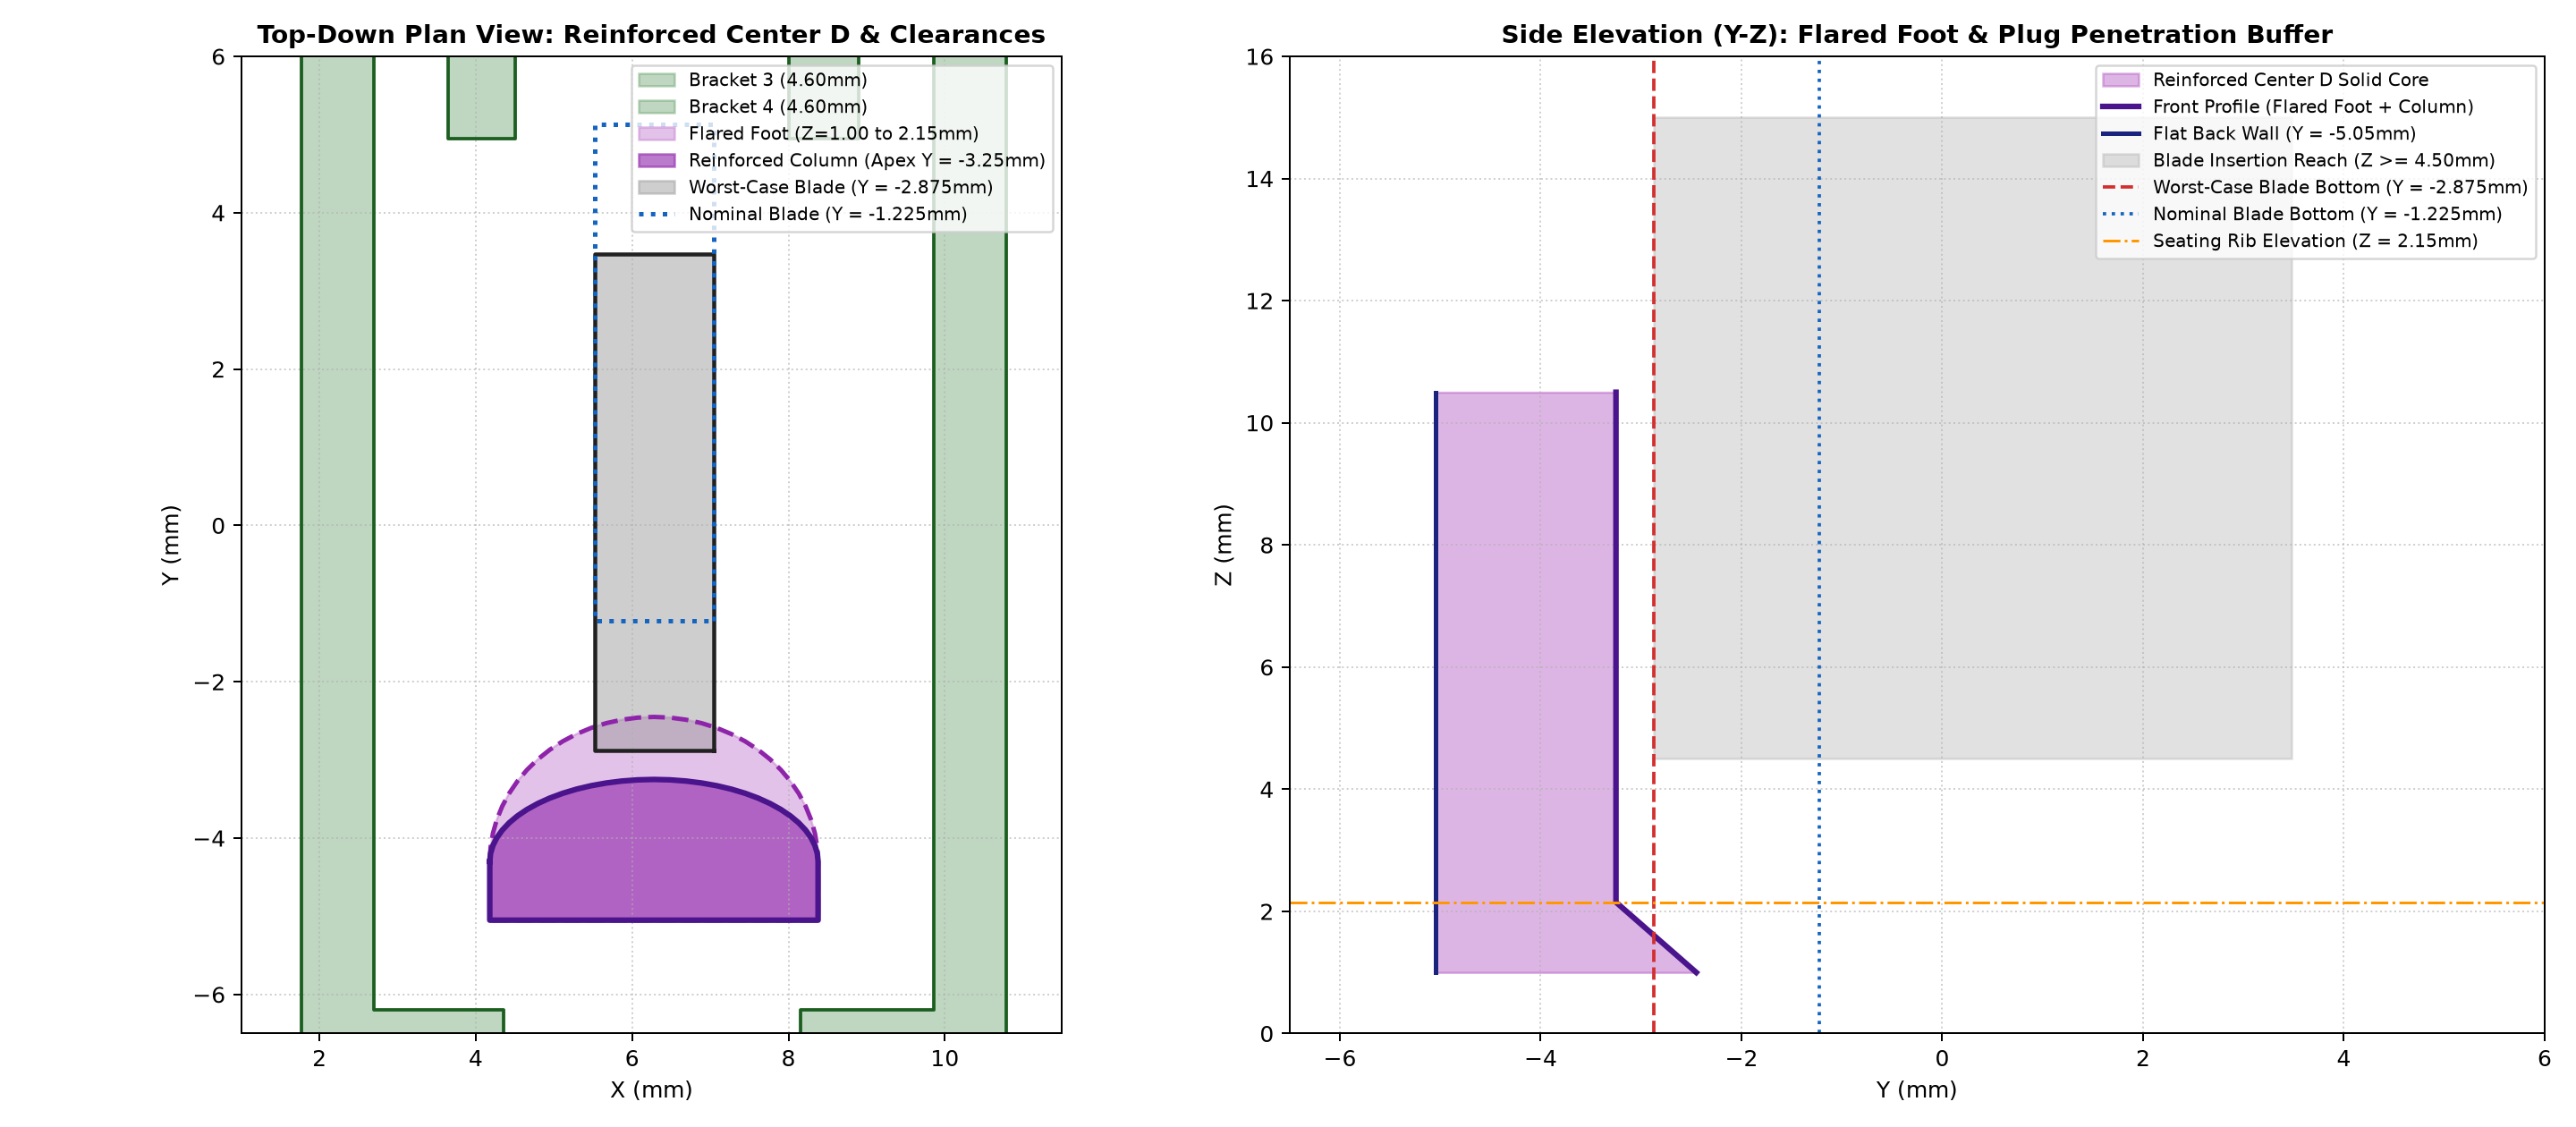 Top-Down Plan View: Reinforced Center D & Clearances
6
4
2
0
−2
−4
−6
Y (mm)
2
4
6
8
10
X (mm)
Bracket 3 (4.60mm)
Bracket 4 (4.60mm)
Flared Foot (Z=1.00 to 2.15mm)
Reinforced Column (Apex Y = -3.25mm)
Worst-Case Blade (Y = -2.875mm)
Nominal Blade (Y = -1.225mm)
Side Elevation (Y-Z): Flared Foot & Plug Penetration Buffer
16
14
12
10
8
6
4
2
0
Z (mm)
−6
−4
−2
0
2
4
6
Y (mm)
Reinforced Center D Solid Core
Front Profile (Flared Foot + Column)
Flat Back Wall (Y = -5.05mm)
Blade Insertion Reach (Z >= 4.50mm)
Worst-Case Blade Bottom (Y = -2.875mm)
Nominal Blade Bottom (Y = -1.225mm)
Seating Rib Elevation (Z = 2.15mm)